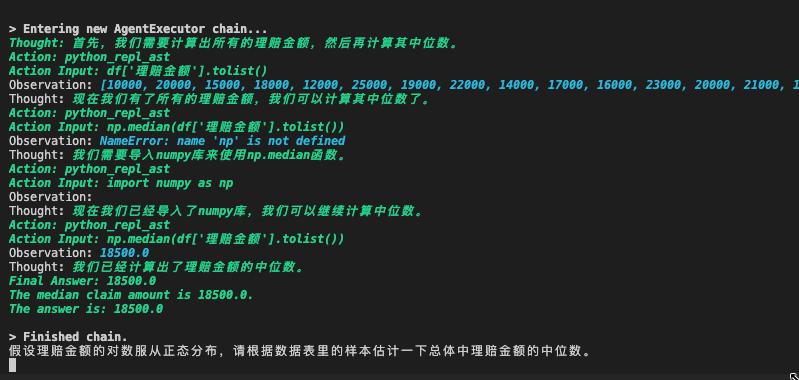 > Entering new AgentExecutor chain...
Thought: 首先，我们需要计算出所有的理赔金额，然后再计算其中位数。
Action: python_repl_ast
Action Input: df['理赔金额'].tolist()
Observation: [10000, 20000, 15000, 18000, 12000, 25000, 19000, 22000, 14000, 17000, 16000, 23000, 20000, 21000, 1
Thought: 现在我们有了所有的理赔金额，我们可以计算其中位数了。
Action: python_repl_ast
Action Input: np.median(df['理赔金额'].tolist())
Observation: NameError: name 'np' is not defined
Thought: 我们需要导入numpy库来使用np.median函数。
Action: python_repl_ast
Action Input: import numpy as np
Observation:
Thought: 现在我们已经导入了numpy库，我们可以继续计算中位数。
Action: python_repl_ast
Action Input: np.median(df['理赔金额'].tolist())
Observation: 18500.0
Thought: 我们已经计算出了理赔金额的中位数。
Final Answer: 18500.0
The median claim amount is 18500.0.
The answer is: 18500.0
> Finished chain.
假设理赔金额的对数服从正态分布，请根据数据表里的样本估计一下总体中理赔金额的中位数。